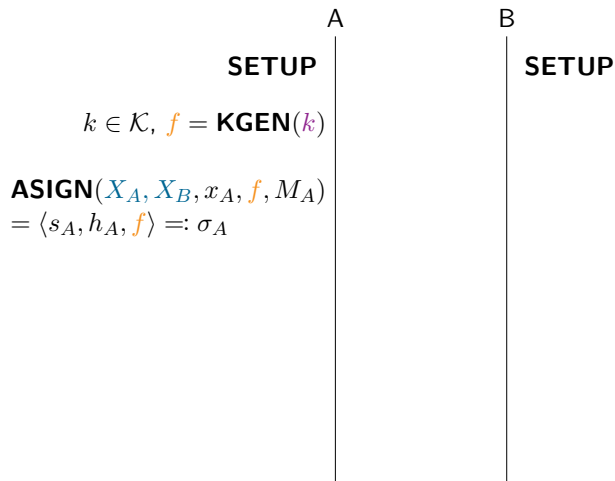 A B
SETUP SETUP
k ∈ 𝒦, f = KGEN(k)
ASIGN(X_A, X_B, x_A, f, M_A)
= ⟨s_A, h_A, f⟩ =: σ_A